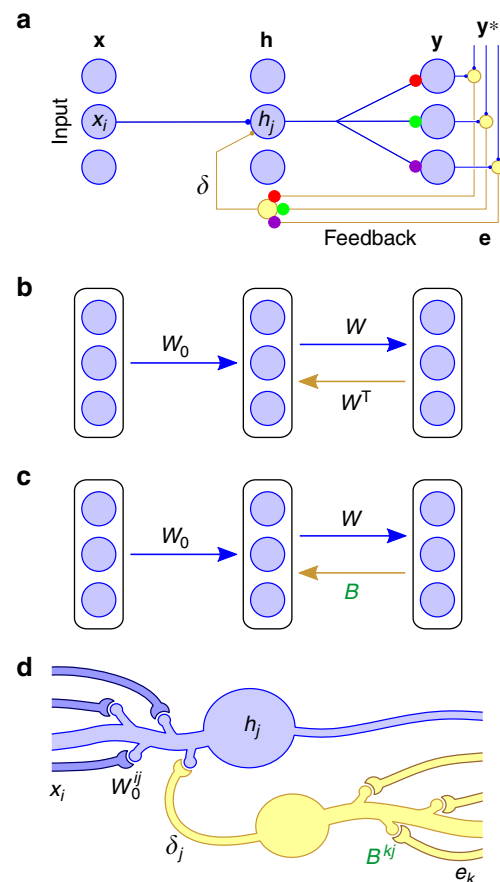 a
x h y y*
Input
x_i h_j
δ
Feedback e
b
W_0 W
W^T
c
W_0 W
B
d
h_j
x_i W_0^{ij}
δ_j B^{kj}
e_k